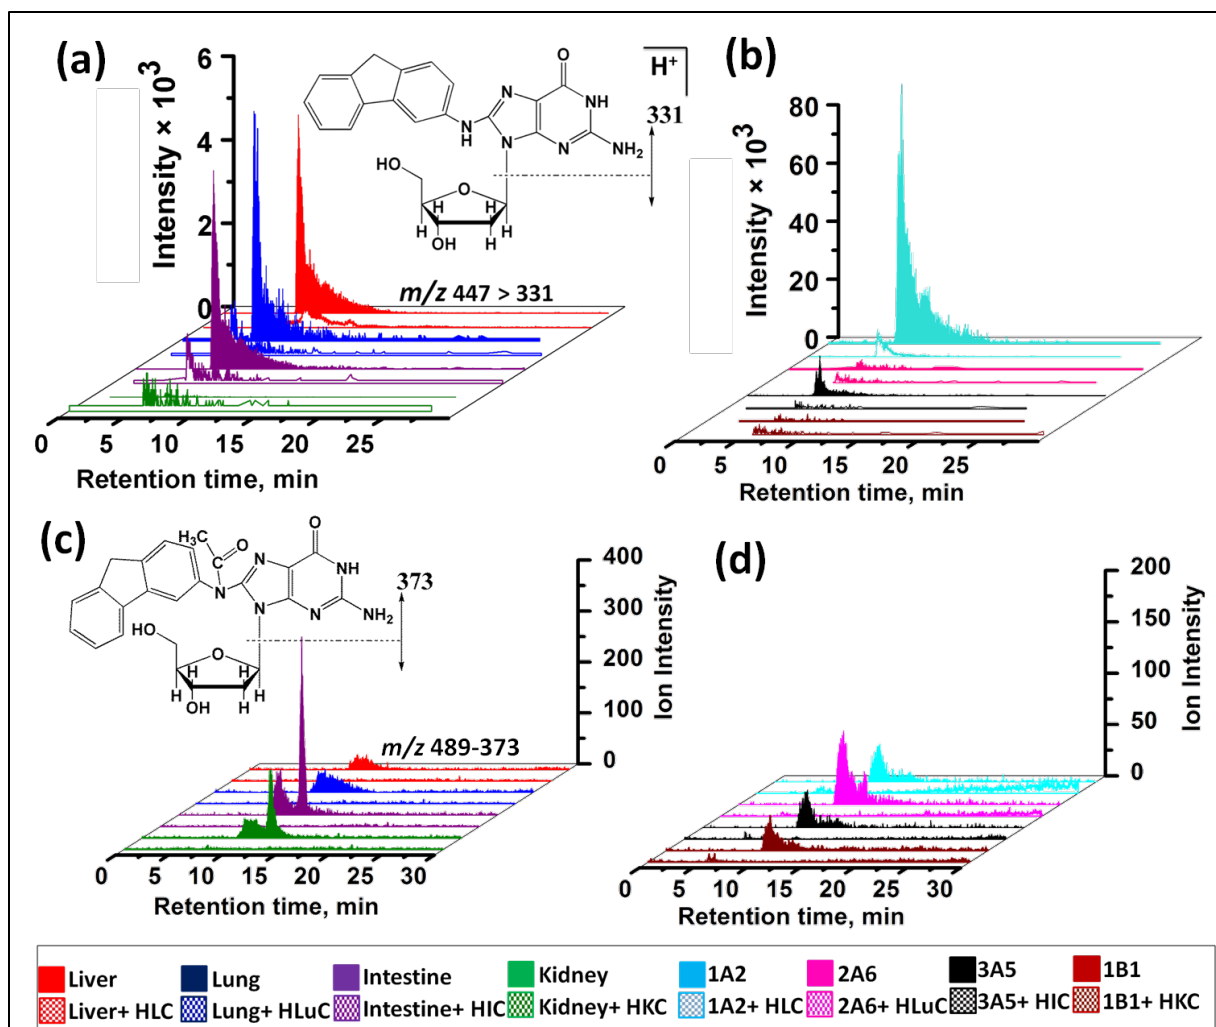 (a)
6
4
2
0
Intensity × 10³
O
N
NH
N
H
N
N
NH₂
HO
O
H
H
H
H
OH
H⁺
331
m/z 447 > 331
0 5 10 15 20 25
Retention time, min
(b)
80
60
40
20
0
Intensity × 10³
0 5 10 15 20 25
Retention time, min
(c)
H₃C
O
C
O
N
NH
N
N
N
NH₂
HO
O
H
H
H
H
OH
373
m/z 489-373
400
300
200
100
0
Ion Intensity
0 5 10 15 20 25 30
Retention time, min
(d)
200
150
100
50
0
Ion Intensity
0 5 10 15 20 25 30
Retention time, min
Liver Lung Intestine Kidney 1A2 2A6 3A5 1B1
Liver+ HLC Lung+ HLuC Intestine+ HIC Kidney+ HKC 1A2+ HLC 2A6+ HLuC 3A5+ HIC 1B1+ HKC